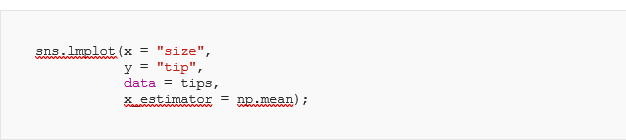 sns.lmplot(x = "size",
y = "tip",
data = tips,
x_estimator = np.mean);